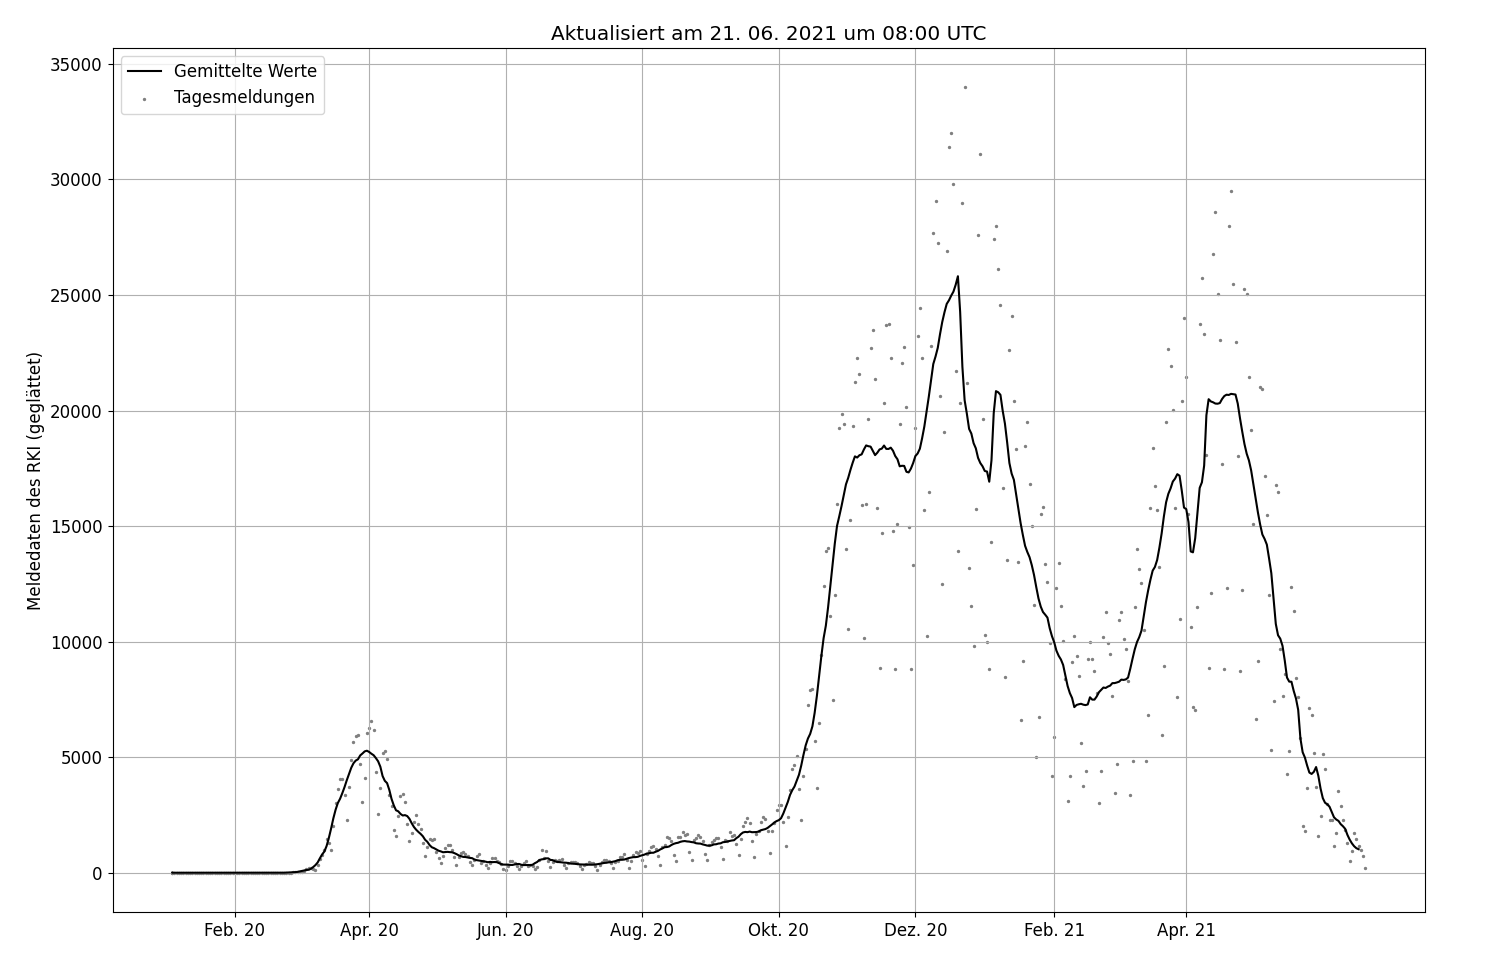 Aktualisiert am 21. 06. 2021 um 08:00 UTC
Gemittelte Werte
Tagesmeldungen
Meldedaten des RKI (geglättet)
35000
30000
25000
20000
15000
10000
5000
0
Feb. 20 Apr. 20 Jun. 20 Aug. 20 Okt. 20 Dez. 20 Feb. 21 Apr. 21